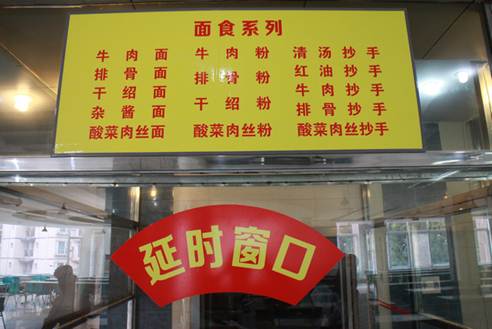 面食系列
牛肉面 牛肉粉 清汤抄手
排骨面 排骨粉 红油抄手
干绍面 干绍粉 牛肉抄手
杂酱面 排骨抄手
酸菜肉丝面 酸菜肉丝粉 酸菜肉丝抄手
延时窗口